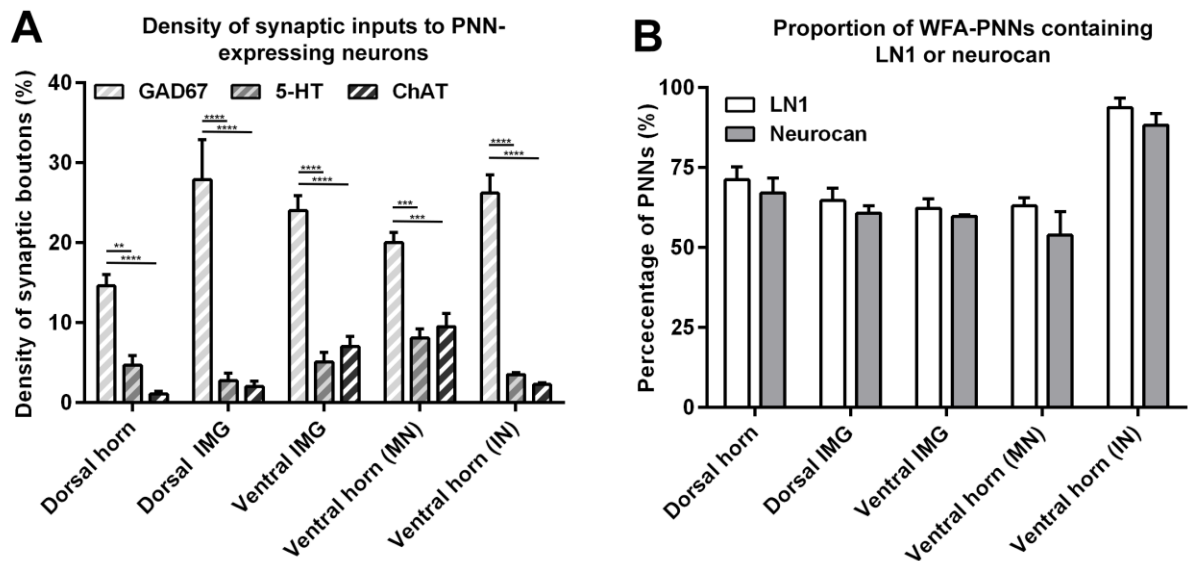 A
Density of synaptic inputs to PNN-
expressing neurons
Density of synaptic boutons (%)
40
30
20
10
0
GAD67 5-HT ChAT
**
****
****
****
****
****
***
***
****
****
Dorsal horn
Dorsal IMG
Ventral IMG
Ventral horn (MN)
Ventral horn (IN)
B
Proportion of WFA-PNNs containing
LN1 or neurocan
Percecentage of PNNs (%)
100
75
50
25
0
LN1
Neurocan
Dorsal horn
Dorsal IMG
Ventral IMG
Ventral horn (MN)
Ventral horn (IN)